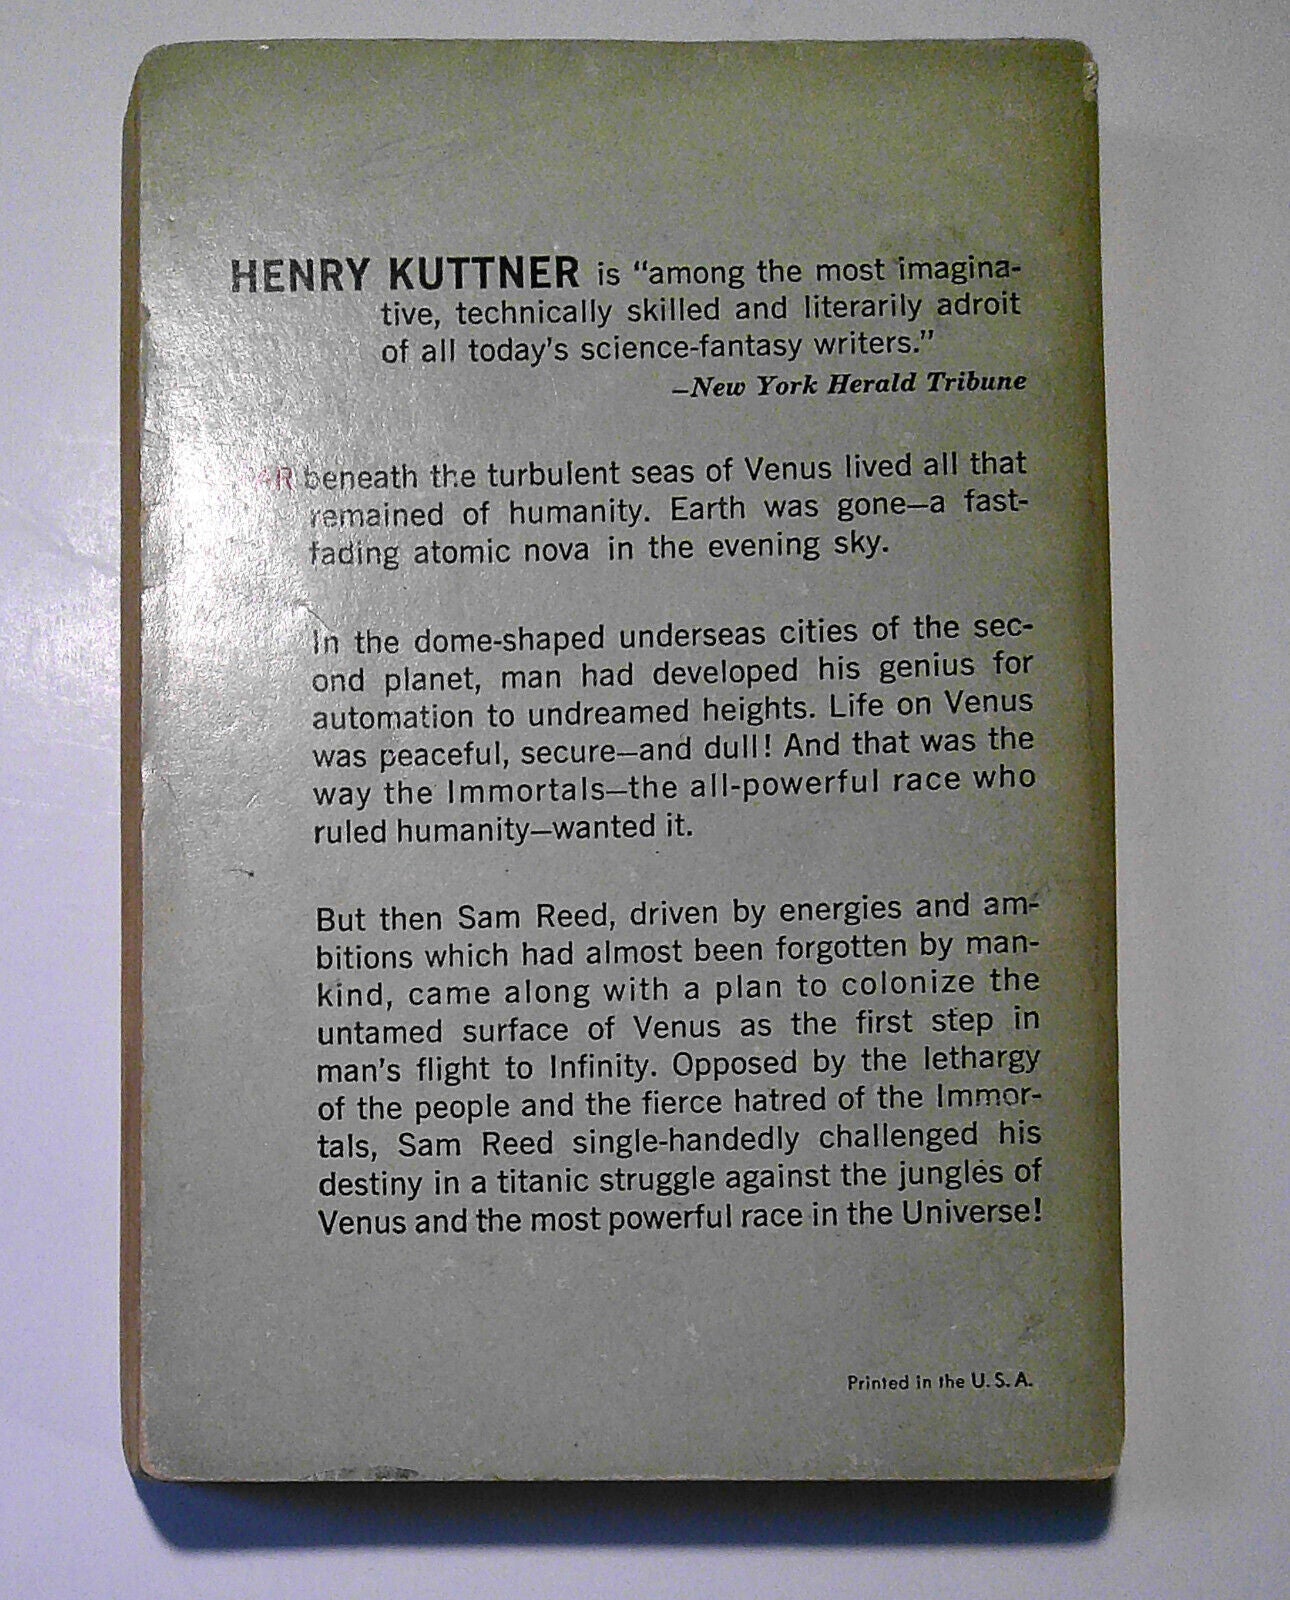 HENRY KUTTNER is "among the most imagina-
tive, technically skilled and literarily adroit
of all today's science-fantasy writers."
—New York Herald Tribune
beneath the turbulent seas of Venus lived all that
remained of humanity. Earth was gone—a fast-
fading atomic nova in the evening sky.
In the dome-shaped underseas cities of the sec-
ond planet, man had developed his genius for
automation to undreamed heights. Life on Venus
was peaceful, secure—and dull! And that was the
way the Immortals—the all-powerful race who
ruled humanity—wanted it.
But then Sam Reed, driven by energies and am-
bitions which had almost been forgotten by man-
kind, came along with a plan to colonize the
untamed surface of Venus as the first step in
man's flight to Infinity. Opposed by the lethargy
of the people and the fierce hatred of the Immor-
tals, Sam Reed single-handedly challenged his
destiny in a titanic struggle against the jungles of
Venus and the most powerful race in the Universe!
Printed in the U.S.A.